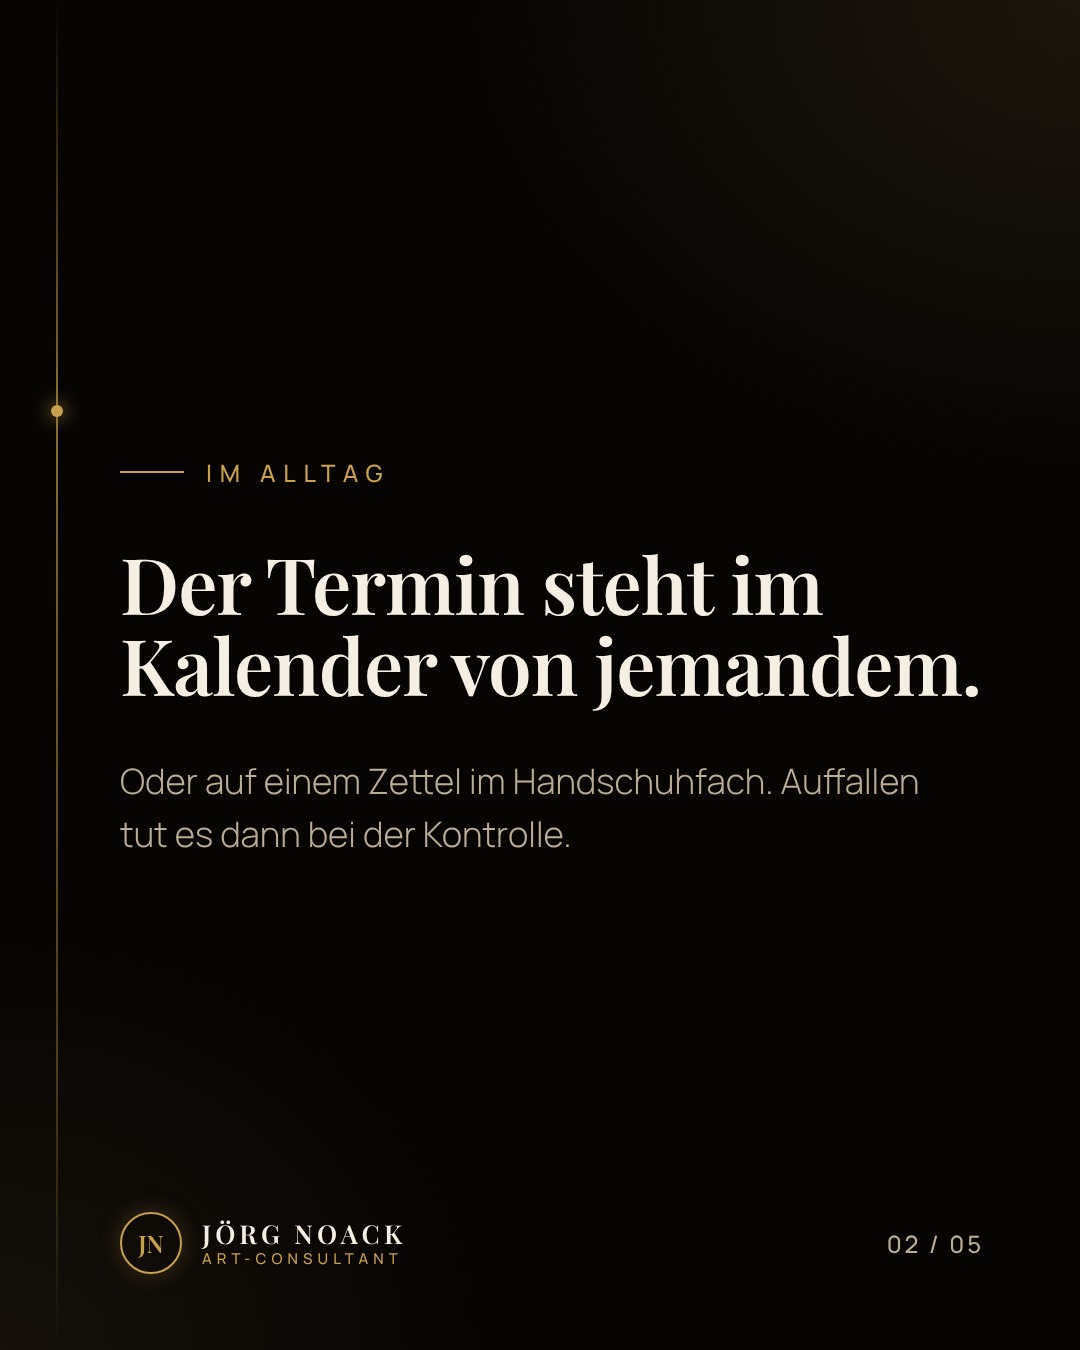 IM ALLTAG
Der Termin steht im
Kalender von jemandem.
Oder auf einem Zettel im Handschuhfach. Auffallen
tut es dann bei der Kontrolle.
JN
JÖRG NOACK
ART-CONSULTANT
02 / 05